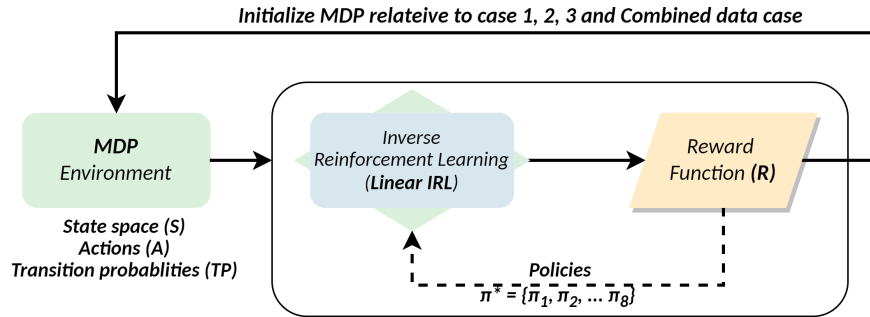 Initialize MDP relateive to case 1, 2, 3 and Combined data case
MDP
Environment
State space (S)
Actions (A)
Transition probablities (TP)
Inverse
Reinforcement Learning
(Linear IRL)
Reward
Function (R)
Policies
π* = {π₁, π₂, ... π₈}